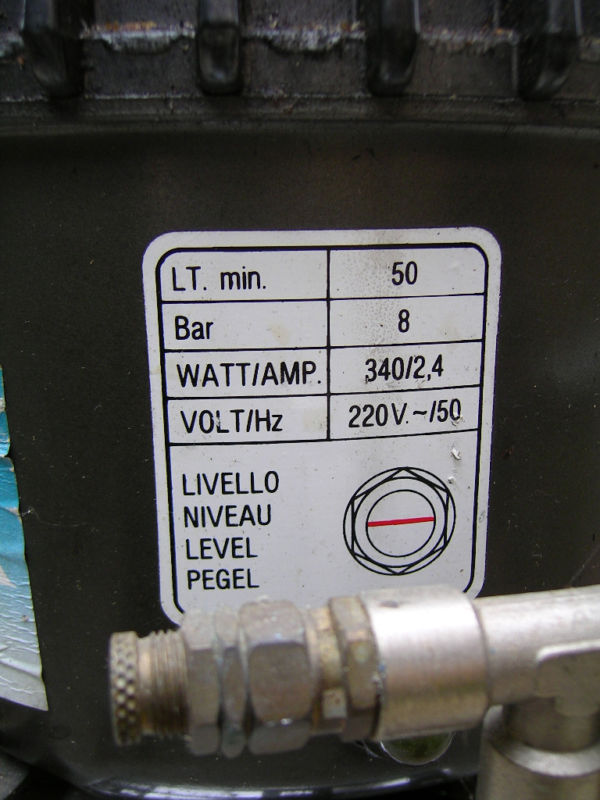 LT. min. 50
Bar 8
WATT/AMP. 340/2,4
VOLT/Hz 220V.~/50
LIVELLO
NIVEAU
LEVEL
PEGEL